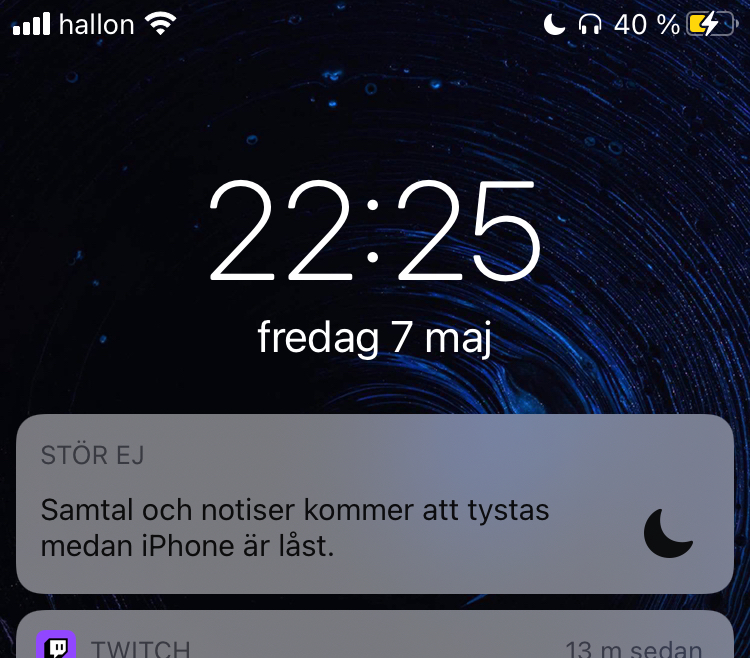 hallon 40 %
22:25
fredag 7 maj
STÖR EJ
Samtal och notiser kommer att tystas
medan iPhone är låst.
TWITCH 13 m sedan